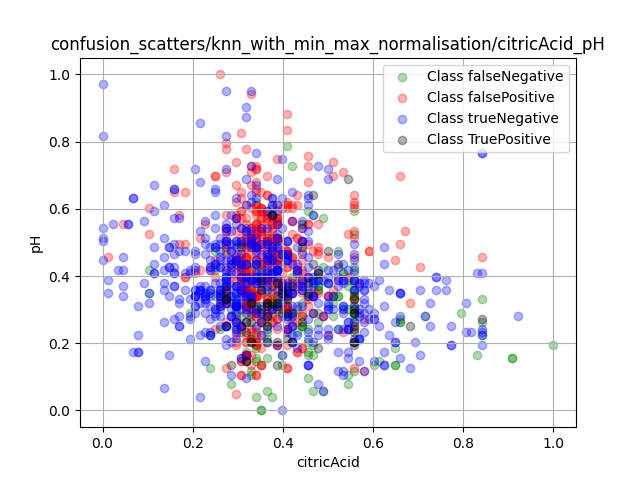 confusion_scatters/knn_with_min_max_normalisation/citricAcid_pH
Class falseNegative
Class falsePositive
Class trueNegative
Class TruePositive
1.0
0.8
0.6
0.4
0.2
0.0
pH
0.0 0.2 0.4 0.6 0.8 1.0
citricAcid